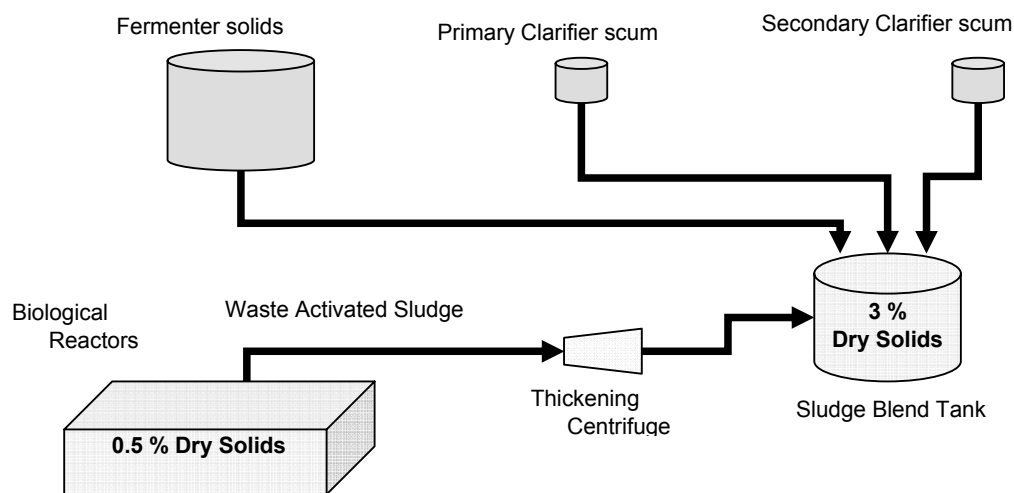 Fermenter solids
Primary Clarifier scum
Secondary Clarifier scum
Biological
Reactors
Waste Activated Sludge
3 %
Dry Solids
Thickening
Centrifuge
Sludge Blend Tank
0.5 % Dry Solids